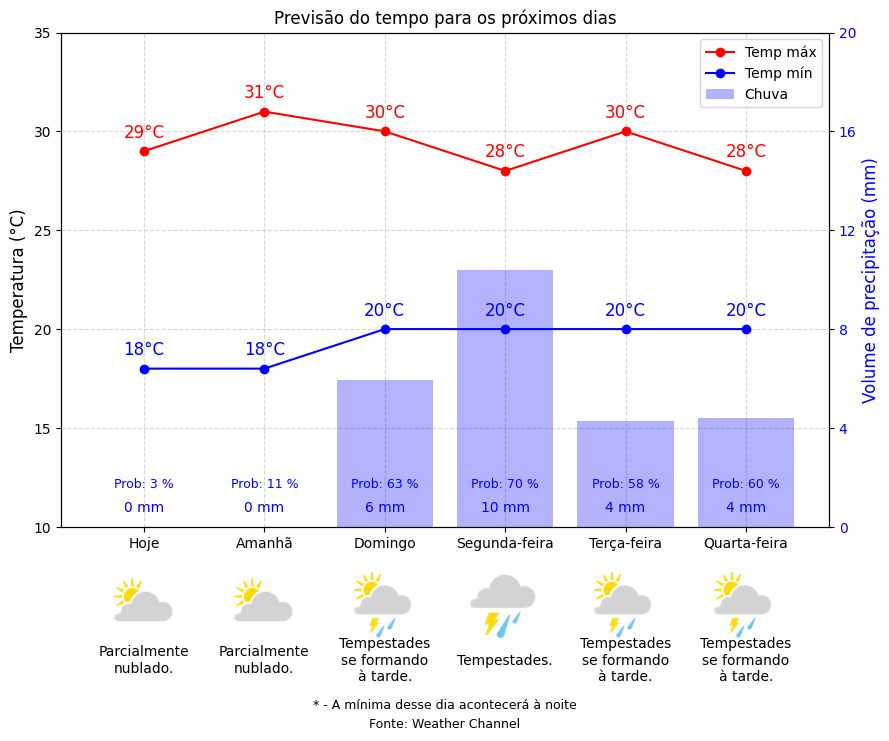 Previsão do tempo para os próximos dias
35
30
25
20
15
10
Temperatura (°C)
20
16
12
8
4
0
Volume de precipitação (mm)
Temp máx
Temp mín
Chuva
29°C
31°C
30°C
28°C
30°C
28°C
18°C
18°C
20°C
20°C
20°C
20°C
Prob: 3 %
Prob: 11 %
Prob: 63 %
Prob: 70 %
Prob: 58 %
Prob: 60 %
0 mm
0 mm
6 mm
10 mm
4 mm
4 mm
Hoje
Amanhã
Domingo
Segunda-feira
Terça-feira
Quarta-feira
Parcialmente
nublado.
Parcialmente
nublado.
Tempestades
se formando
à tarde.
Tempestades.
Tempestades
se formando
à tarde.
Tempestades
se formando
à tarde.
* - A mínima desse dia acontecerá à noite
Fonte: Weather Channel